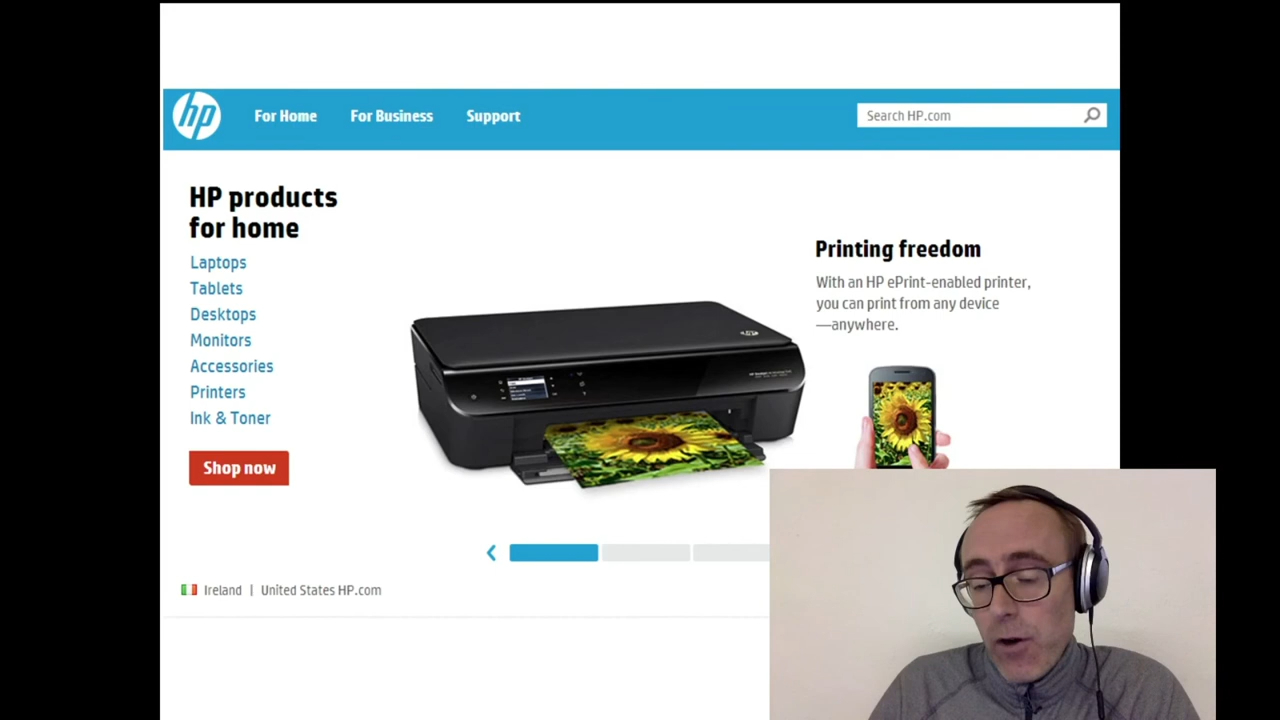 hp
For Home
For Business
Support
Search HP.com
HP products
for home
Laptops
Tablets
Desktops
Monitors
Accessories
Printers
Ink & Toner
Shop now
Printing freedom
With an HP ePrint-enabled printer,
you can print from any device
—anywhere.
Ireland | United States HP.com